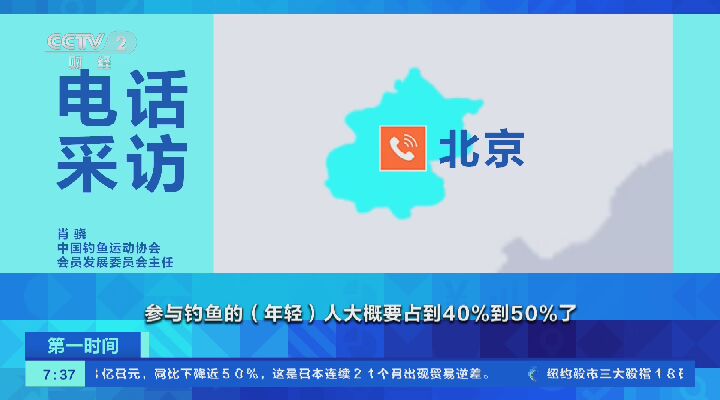 CCTV 2
财经
电话
采访
北京
肖骁
中国钓鱼运动协会
会员发展委员会主任
参与钓鱼的（年轻）人大概要占到40%到50%了
第一时间
7:37
亿日元，同比下降近50%，这是日本连续21个月出现贸易逆差。 纽约股市三大股指18日